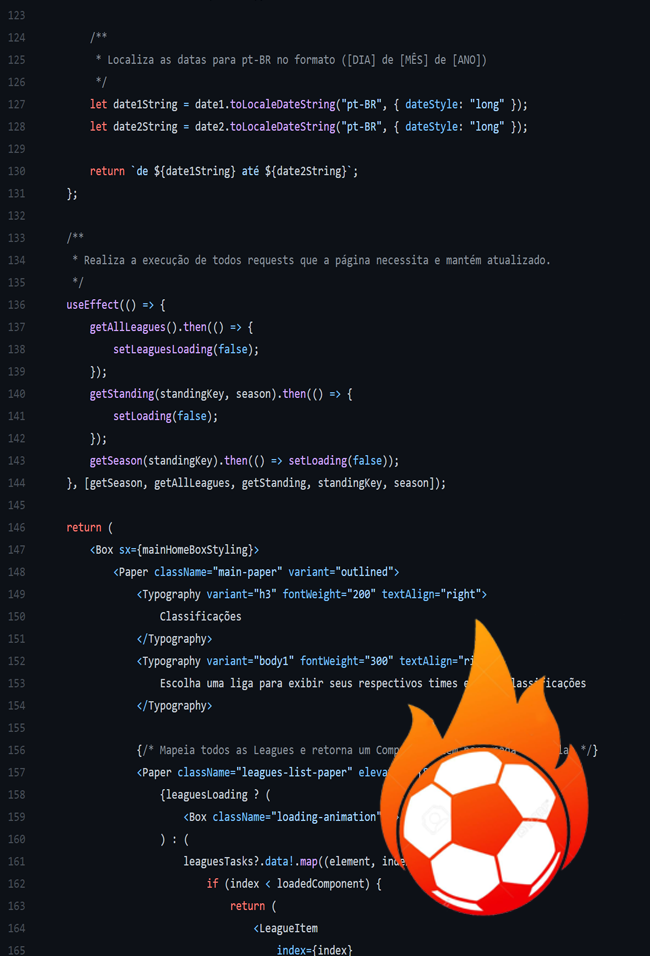 123
124 /**
125 * Localiza as datas para pt-BR no formato ([DIA] de [MÊS] de [ANO])
126 */
127 let date1String = date1.toLocaleDateString("pt-BR", { dateStyle: "long" });
128 let date2String = date2.toLocaleDateString("pt-BR", { dateStyle: "long" });
129
130 return `de ${date1String} até ${date2String}`;
131 };
132
133 /**
134 * Realiza a execução de todos requests que a página necessita e mantém atualizado.
135 */
136 useEffect(() => {
137 getAllLeagues().then(() => {
138 setLeaguesLoading(false);
139 });
140 getStanding(standingKey, season).then(() => {
141 setLoading(false);
142 });
143 getSeason(standingKey).then(() => setLoading(false));
144 }, [getSeason, getAllLeagues, getStanding, standingKey, season]);
145
146 return (
147 <Box sx={mainHomeBoxStyling}>
148 <Paper className="main-paper" variant="outlined">
149 <Typography variant="h3" fontWeight="200" textAlign="right">
150 Classificações
151 </Typography>
152 <Typography variant="body1" fontWeight="300" textAlign="ri
153 Escolha uma liga para exibir seus respectivos times e classificações
154 </Typography>
155
156 {/* Mapeia todos as Leagues e retorna um Comp */}
157 <Paper className="leagues-list-paper" eleva
158 {leaguesLoading ? (
159 <Box className="loading-animation"
160 ) : (
161 leaguesTasks?.data!.map((element, inde
162 if (index < loadedComponent) {
163 return (
164 <LeagueItem
165 index={index}